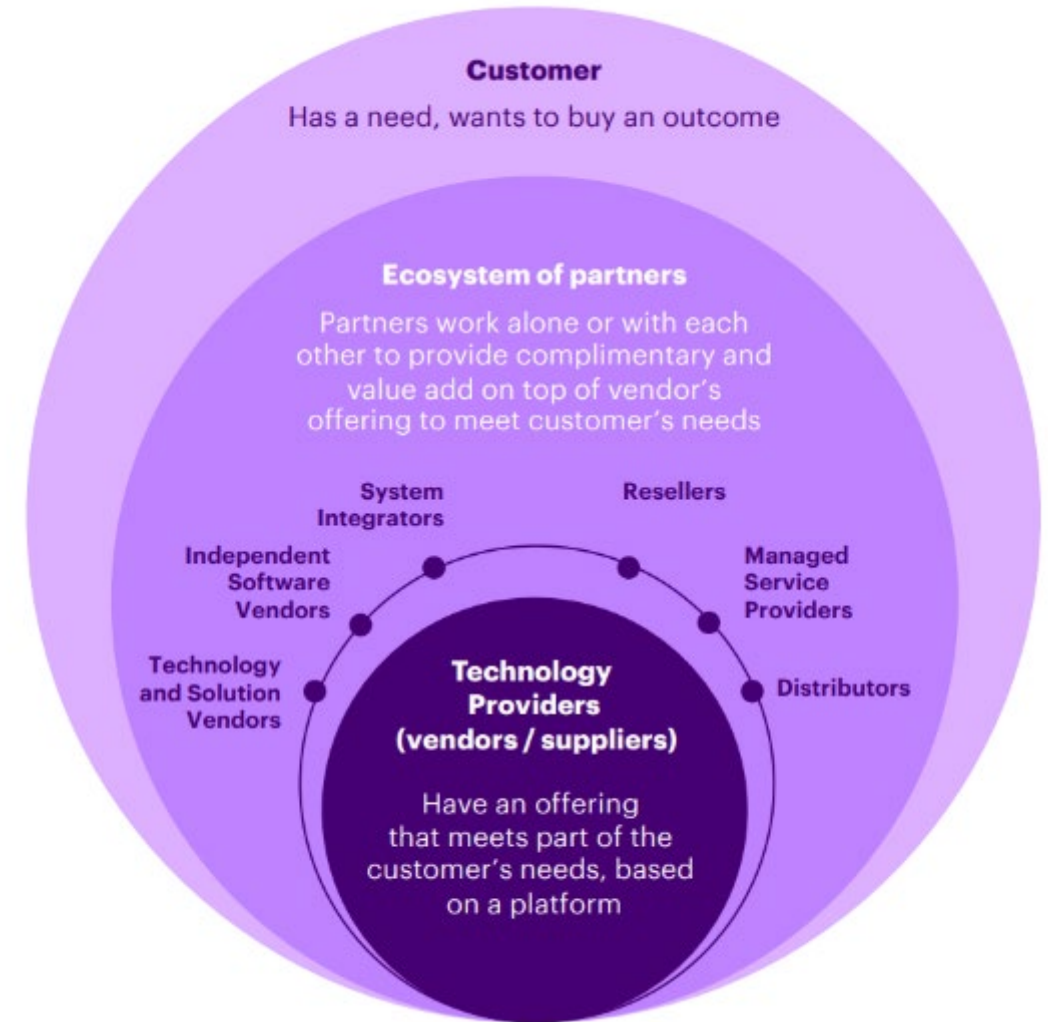 Customer
Has a need, wants to buy an outcome
Ecosystem of partners
Partners work alone or with each
other to provide complimentary and
value add on top of vendor's
offering to meet customer's needs
System
Integrators
Resellers
Independent
Software
Vendors
Managed
Service
Providers
Technology
and Solution
Vendors
Distributors
Technology
Providers
(vendors / suppliers)
Have an offering
that meets part of the
customer's needs, based
on a platform